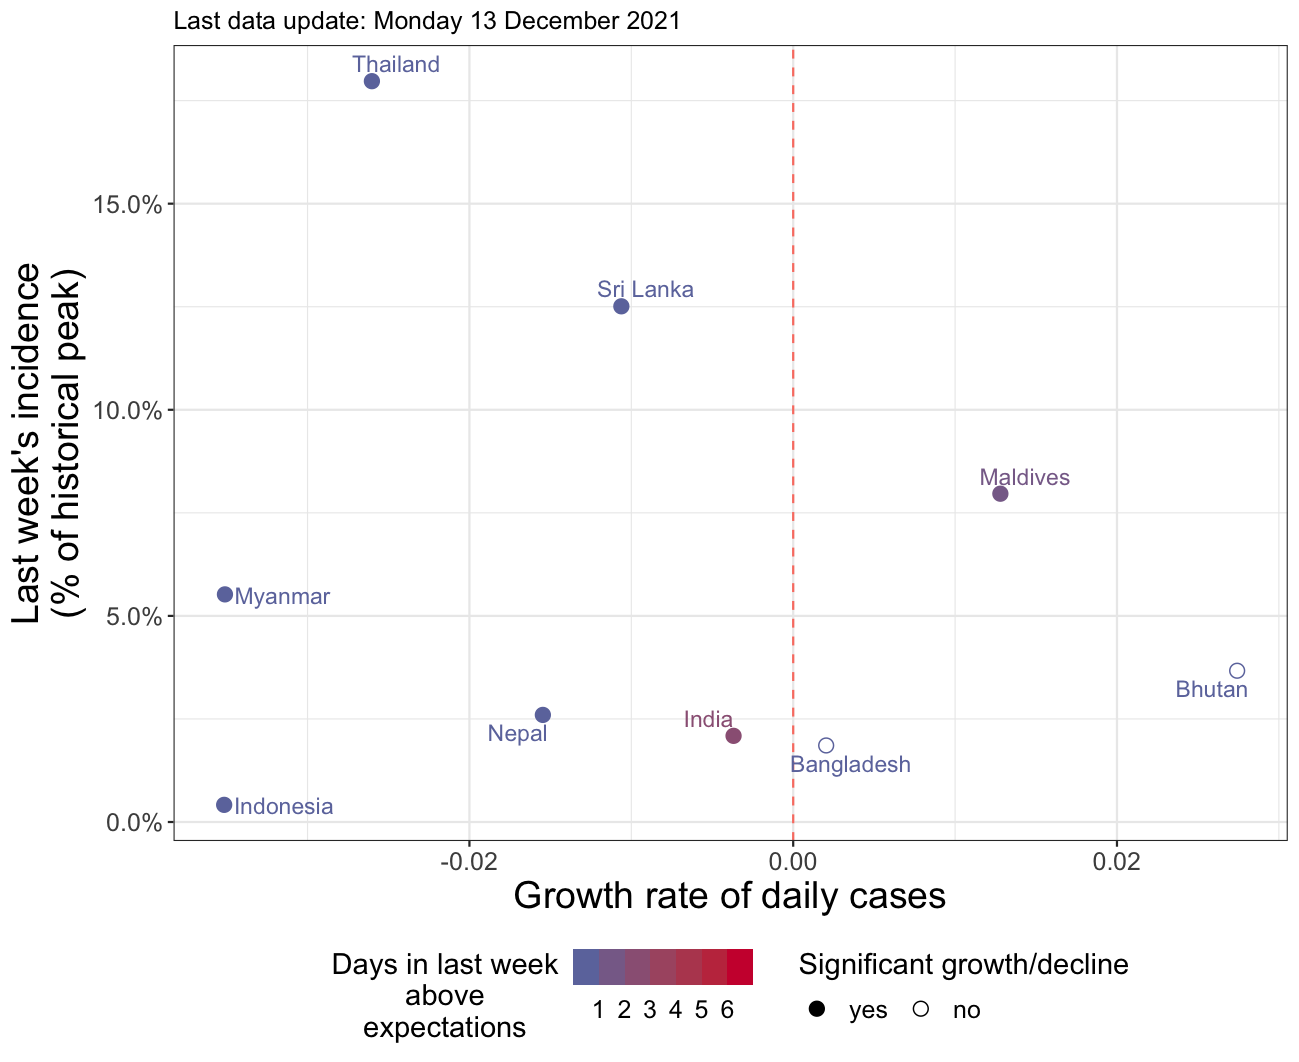 Last data update: Monday 13 December 2021
Thailand
15.0%
Sri Lanka
10.0%
Maldives
Last week's incidence
(% of historical peak)
Myanmar
5.0%
Bhutan
India
Nepal
Bangladesh
Indonesia
0.0%
-0.02
0.00
0.02
Growth rate of daily cases
Days in last week
above
expectations
1 2 3 4 5 6
Significant growth/decline
yes no